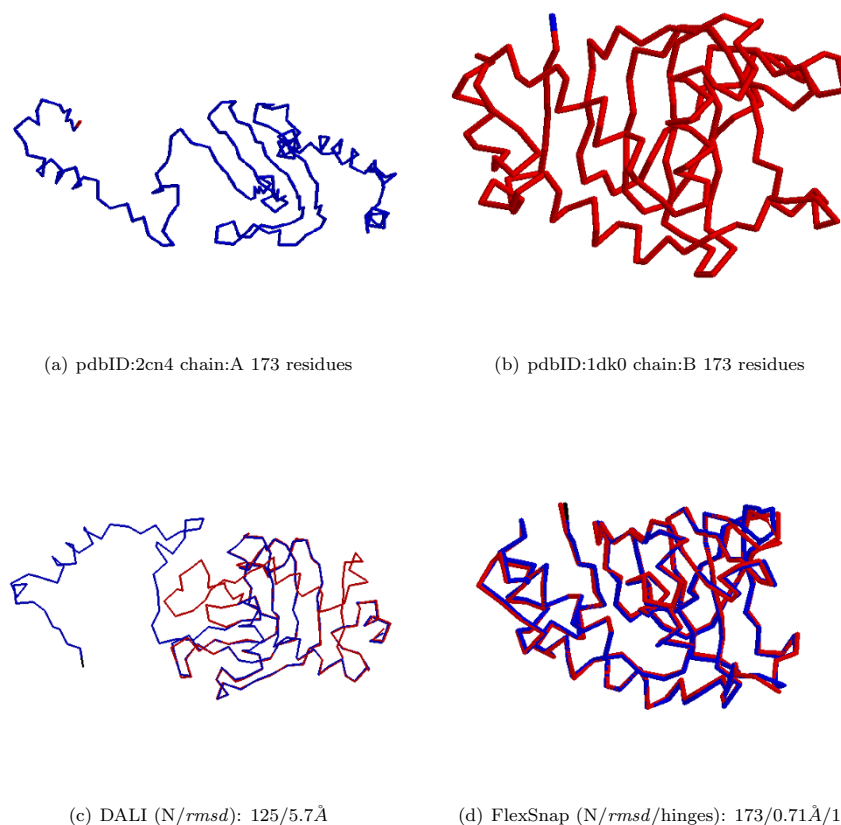 (a) pdbID:2cn4 chain:A 173 residues
(b) pdbID:1dk0 chain:B 173 residues
(c) DALI (N/rmsd): 125/5.7Å
(d) FlexSnap (N/rmsd/hinges): 173/0.71Å/1